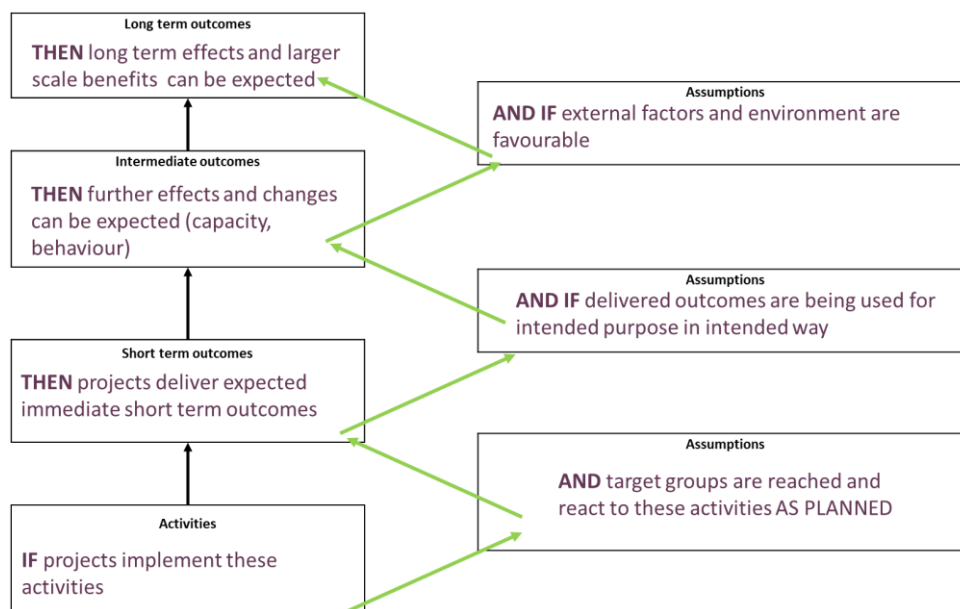 Long term outcomes
THEN long term effects and larger
scale benefits can be expected
Assumptions
AND IF external factors and environment are
favourable
Intermediate outcomes
THEN further effects and changes
can be expected (capacity,
behaviour)
Assumptions
AND IF delivered outcomes are being used for
intended purpose in intended way
Short term outcomes
THEN projects deliver expected
immediate short term outcomes
Assumptions
AND target groups are reached and
react to these activities AS PLANNED
Activities
IF projects implement these
activities